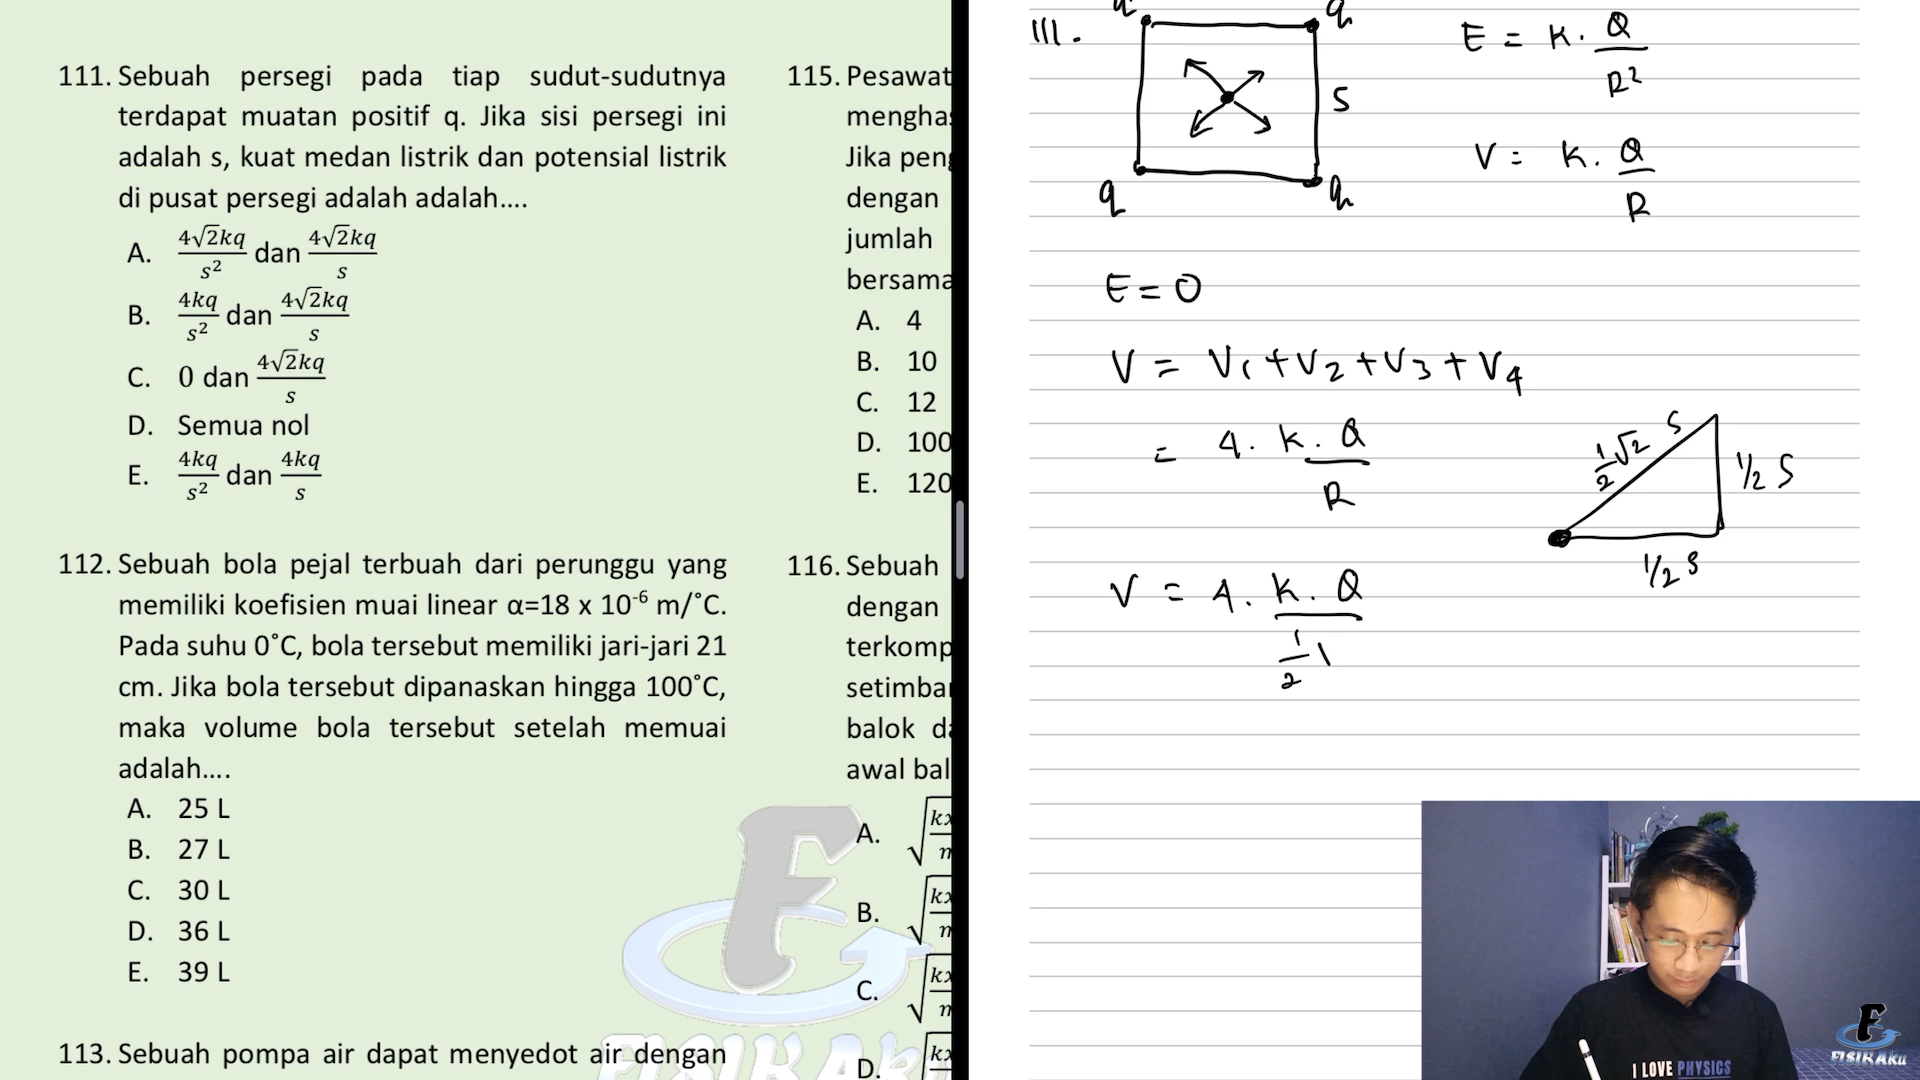 111. Sebuah persegi pada tiap sudut-sudutnya
terdapat muatan positif q. Jika sisi persegi ini
adalah s, kuat medan listrik dan potensial listrik
di pusat persegi adalah adalah....
A. 4√2kq/s² dan 4√2kq/s
B. 4kq/s² dan 4√2kq/s
C. 0 dan 4√2kq/s
D. Semua nol
E. 4kq/s² dan 4kq/s
112. Sebuah bola pejal terbuah dari perunggu yang
memiliki koefisien muai linear α=18 x 10⁻⁶ m/˚C.
Pada suhu 0˚C, bola tersebut memiliki jari-jari 21
cm. Jika bola tersebut dipanaskan hingga 100˚C,
maka volume bola tersebut setelah memuai
adalah....
A. 25 L
B. 27 L
C. 30 L
D. 36 L
E. 39 L
113. Sebuah pompa air dapat menyedot air dengan
115. Pesawat
Jika
dengan
jumlah
A. 4
B. 10
C. 12
D. 100
E. 120
116. Sebuah
dengan
balok
awal
A.
B.
C.
D.
111.
q q
S
q q
E = K. Q/R²
V = K. Q/R
E = 0
V = V1 + V2 + V3 + V4
= 4. K. Q/R
½√2 S
½ S
½ S
V = 4. K. Q
1/2
I LOVE PHYSICS
FISIKAku
FISIKAku